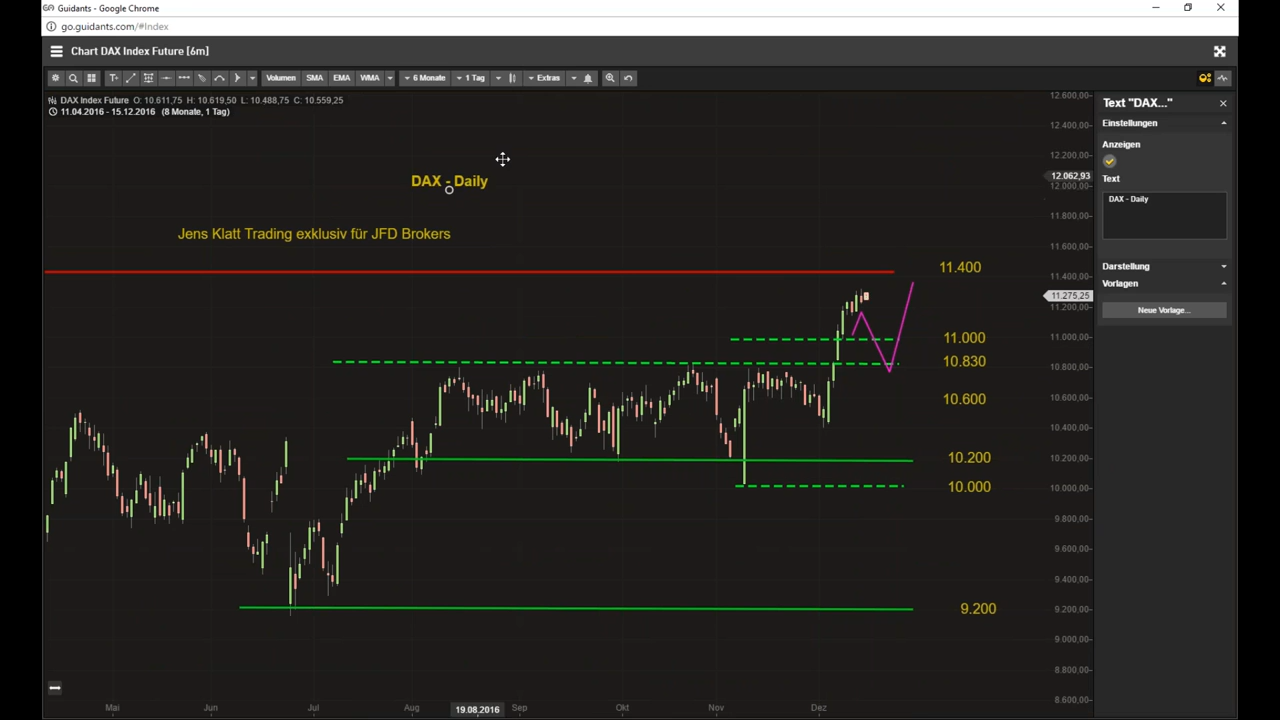 Guidants - Google Chrome
go.guidants.com/#Index
Chart DAX Index Future [6m]
T+ Volumen SMA EMA WMA 6 Monate 1 Tag Extras
DAX Index Future O: 10.611,75 H: 10.619,50 L: 10.488,75 C: 10.559,25
11.04.2016 - 15.12.2016 (8 Monate, 1 Tag)
DAX - Daily
Jens Klatt Trading exklusiv für JFD Brokers
11.400
11.000
10.830
10.600
10.200
10.000
9.200
12.600,00
12.400,00
12.200,00
12.062,93
12.000,00
11.800,00
11.600,00
11.400,00
11.275,25
11.200,00
11.000,00
10.800,00
10.600,00
10.400,00
10.200,00
10.000,00
9.800,00
9.600,00
9.400,00
9.200,00
9.000,00
8.800,00
8.600,00
Mai Jun Jul Aug 19.08.2016 Sep Okt Nov Dez
Text "DAX..."
Einstellungen
Anzeigen
Text
DAX - Daily
Darstellung
Vorlagen
Neue Vorlage...